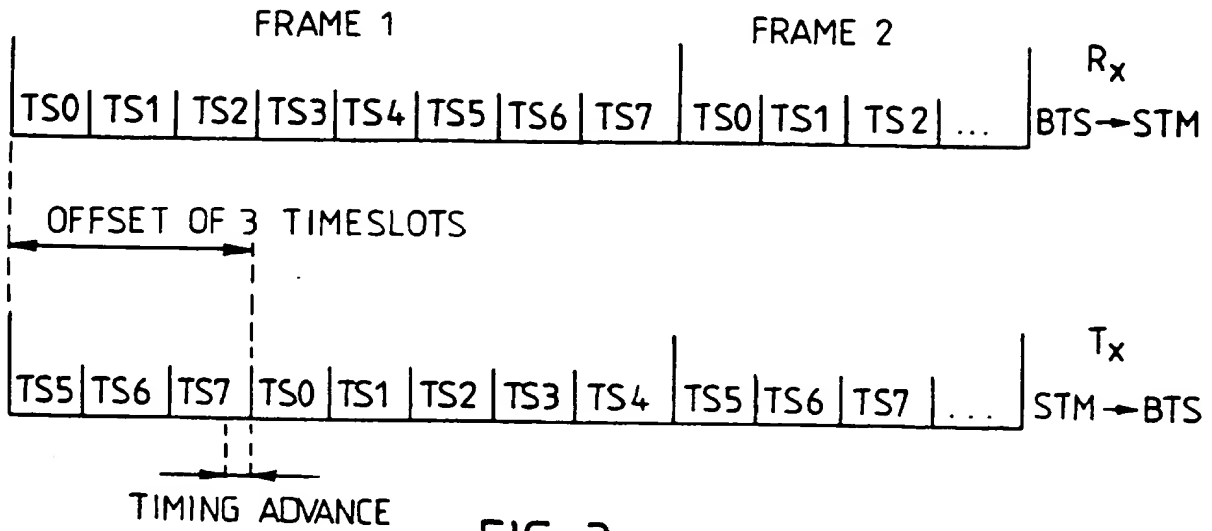 FRAME 1 FRAME 2
Rx
TS0 TS1 TS2 TS3 TS4 TS5 TS6 TS7 TS0 TS1 TS2 ... BTS→STM
OFFSET OF 3 TIMESLOTS
Tx
TS5 TS6 TS7 TS0 TS1 TS2 TS3 TS4 TS5 TS6 TS7 .... STM→BTS
TIMING ADVANCE